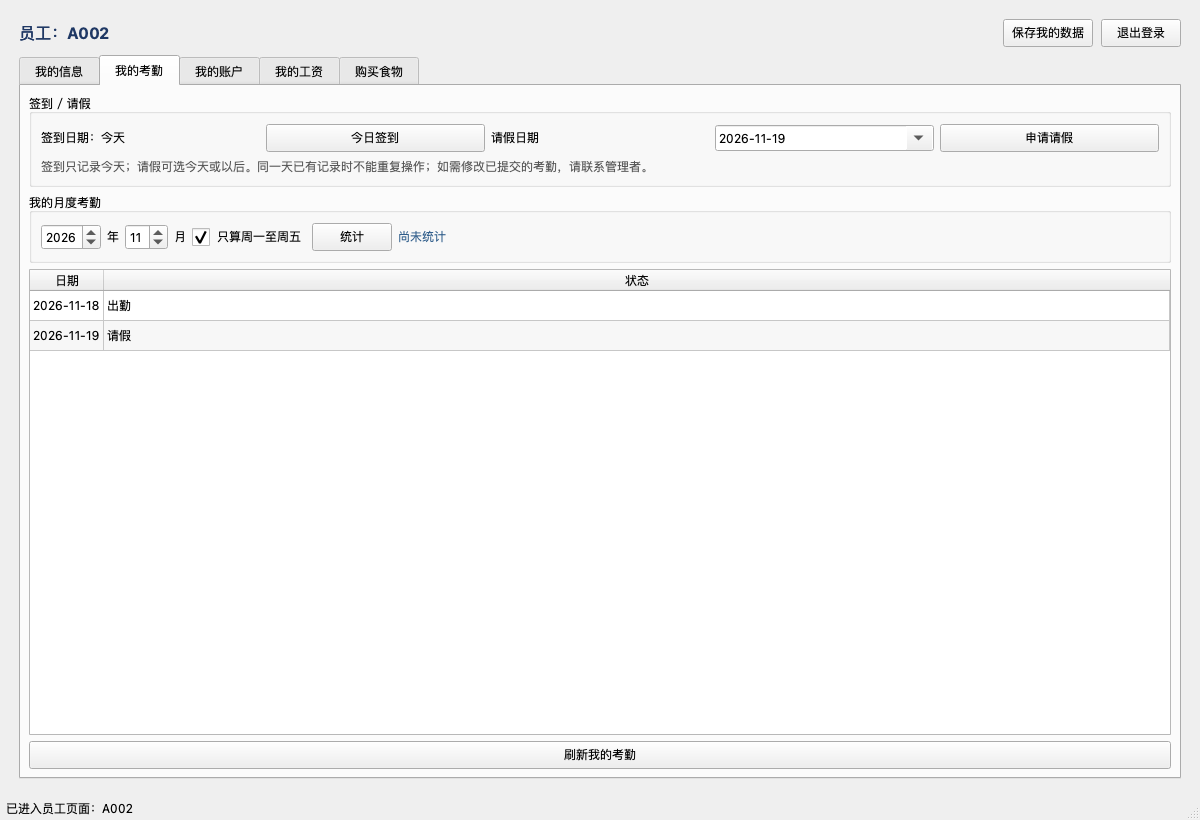 员工：A002
保存我的数据 退出登录
我的信息 我的考勤 我的账户 我的工资 购买食物
签到 / 请假
签到日期：今天 今日签到 请假日期 2026-11-19 申请请假
签到只记录今天；请假可选今天或以后。同一天已有记录时不能重复操作；如需修改已提交的考勤，请联系管理者。
我的月度考勤
2026 年 11 月 只算周一至周五 统计 尚未统计
日期 状态
2026-11-18 出勤
2026-11-19 请假
刷新我的考勤
已进入员工页面：A002